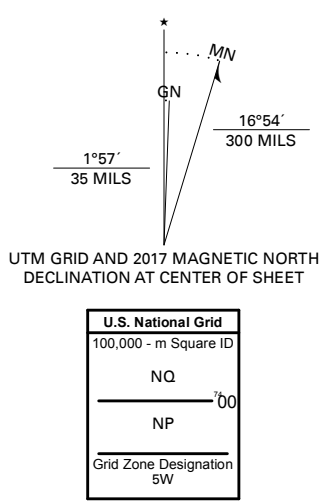 ★
MN
GN
16°54´
300 MILS
1°57´
35 MILS
UTM GRID AND 2017 MAGNETIC NORTH
DECLINATION AT CENTER OF SHEET
U.S. National Grid
100,000 - m Square ID
NQ
7400
NP
Grid Zone Designation
5W